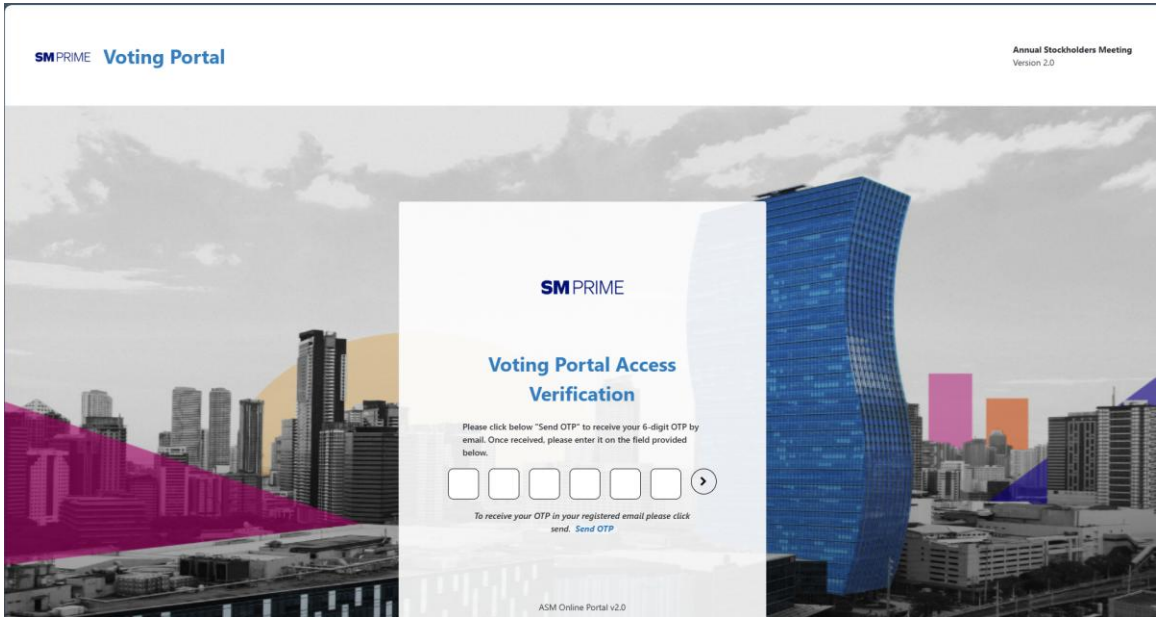 SM PRIME Voting Portal
Annual Stockholders Meeting
Version 2.0
SM PRIME
Voting Portal Access
Verification
Please click below "Send OTP" to receive your 6-digit OTP by
email. Once received, please enter it on the field provided
below.
To receive your OTP in your registered email please click
send. Send OTP
ASM Online Portal v2.0